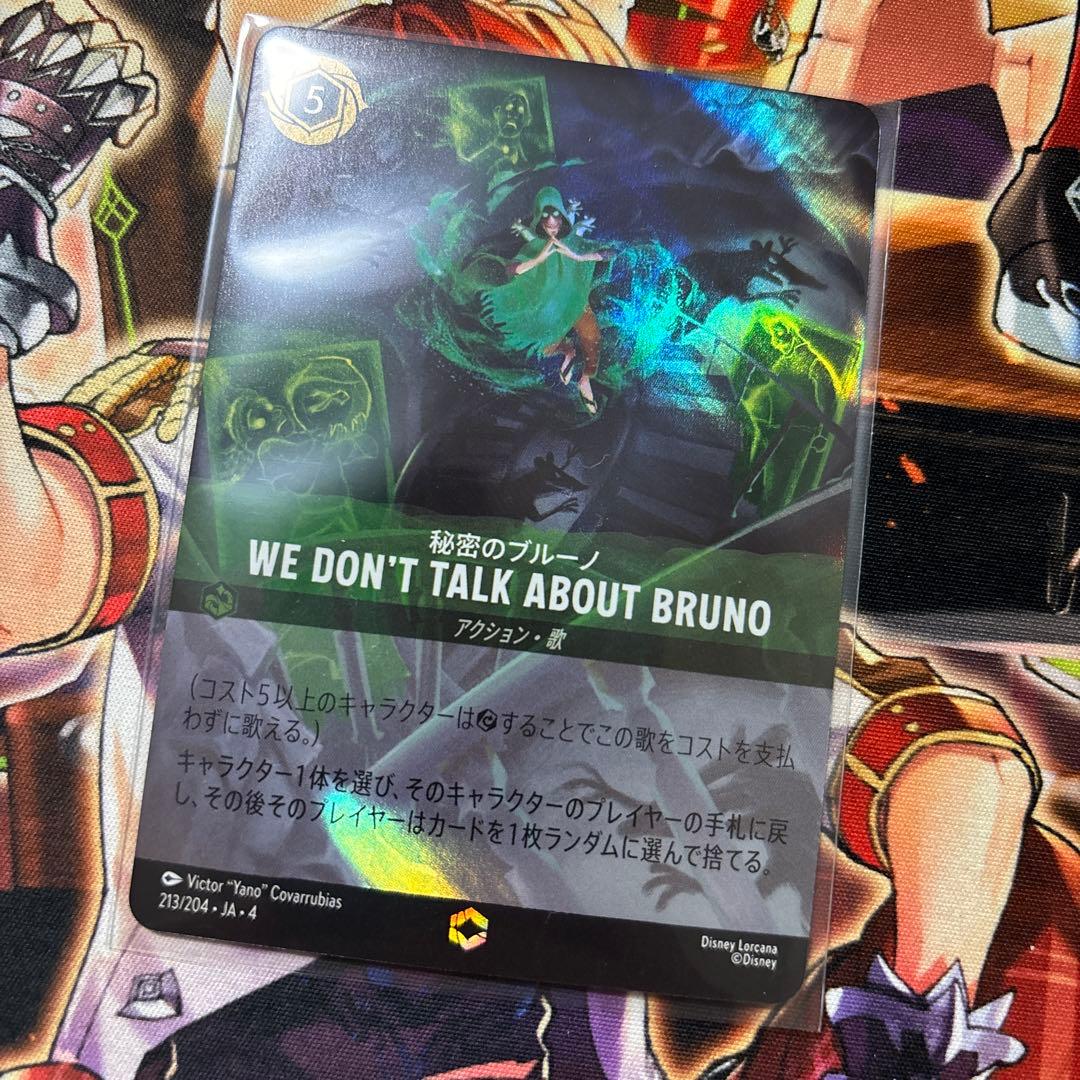 5
秘密のブルーノ
WE DON'T TALK ABOUT BRUNO
アクション・歌
(コスト5以上のキャラクターはすることでこの歌をコストを支払
わずに歌える。)
キャラクター1体を選び、そのキャラクターのプレイヤーの手札に戻
し、その後そのプレイヤーはカードを1枚ランダムに選んで捨てる。
Victor “Yano” Covarrubias
213/204・JA・4
Disney Lorcana
©Disney